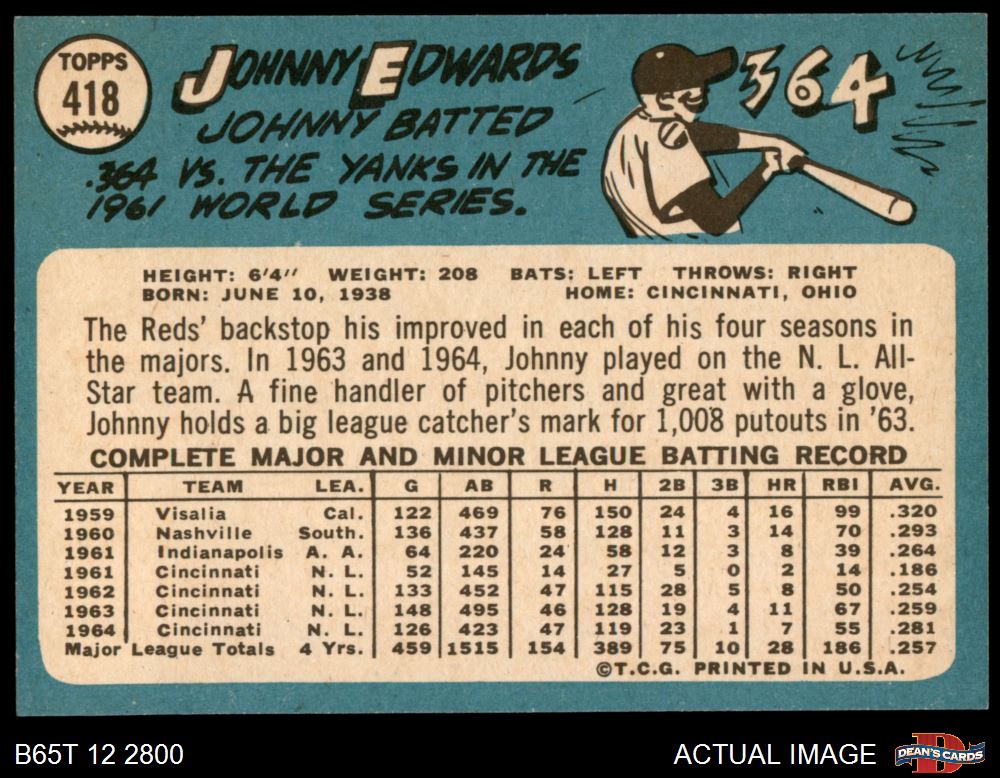 TOPPS
418
JOHNNY EDWARDS
JOHNNY BATTED
.364 VS. THE YANKS IN THE
1961 WORLD SERIES.
364
HEIGHT: 6'4" WEIGHT: 208 BATS: LEFT THROWS: RIGHT
BORN: JUNE 10, 1938 HOME: CINCINNATI, OHIO
The Reds' backstop his improved in each of his four seasons in
the majors. In 1963 and 1964, Johnny played on the N. L. All-
Star team. A fine handler of pitchers and great with a glove,
Johnny holds a big league catcher's mark for 1,008 putouts in '63.
COMPLETE MAJOR AND MINOR LEAGUE BATTING RECORD
YEAR TEAM LEA. G AB R H 2B 3B HR RBI AVG.
1959 Visalia Cal. 122 469 76 150 24 4 16 99 .320
1960 Nashville South. 136 437 58 128 11 3 14 70 .293
1961 Indianapolis A. A. 64 220 24 58 12 3 8 39 .264
1961 Cincinnati N. L. 52 145 14 27 5 0 2 14 .186
1962 Cincinnati N. L. 133 452 47 115 28 5 8 50 .254
1963 Cincinnati N. L. 148 495 46 128 19 4 11 67 .259
1964 Cincinnati N. L. 126 423 47 119 23 1 7 55 .281
Major League Totals 4 Yrs. 459 1515 154 389 75 10 28 186 .257
©T.C.G. PRINTED IN U.S.A.
B65T 12 2800
ACTUAL IMAGE
DEAN'S CARDS